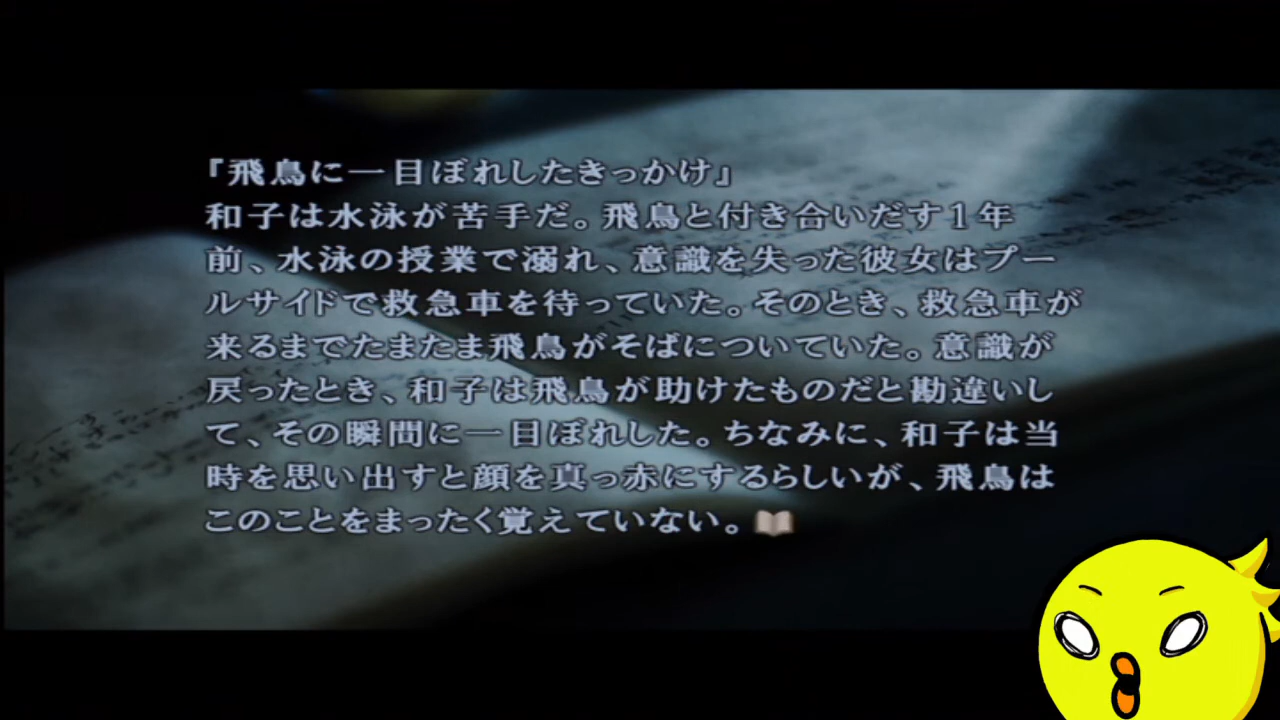 『飛鳥に一目ぼれしたきっかけ』
和子は水泳が苦手だ。飛鳥と付き合いだす1年
前、水泳の授業で溺れ、意識を失った彼女はプー
ルサイドで救急車を待っていた。そのとき、救急車が
来るまでたまたま飛鳥がそばについていた。意識が
戻ったとき、和子は飛鳥が助けたものだと勘違いし
て、その瞬間に一目ぼれした。ちなみに、和子は当
時を思い出すと顔を真っ赤にするらしいが、飛鳥は
このことをまったく覚えていない。